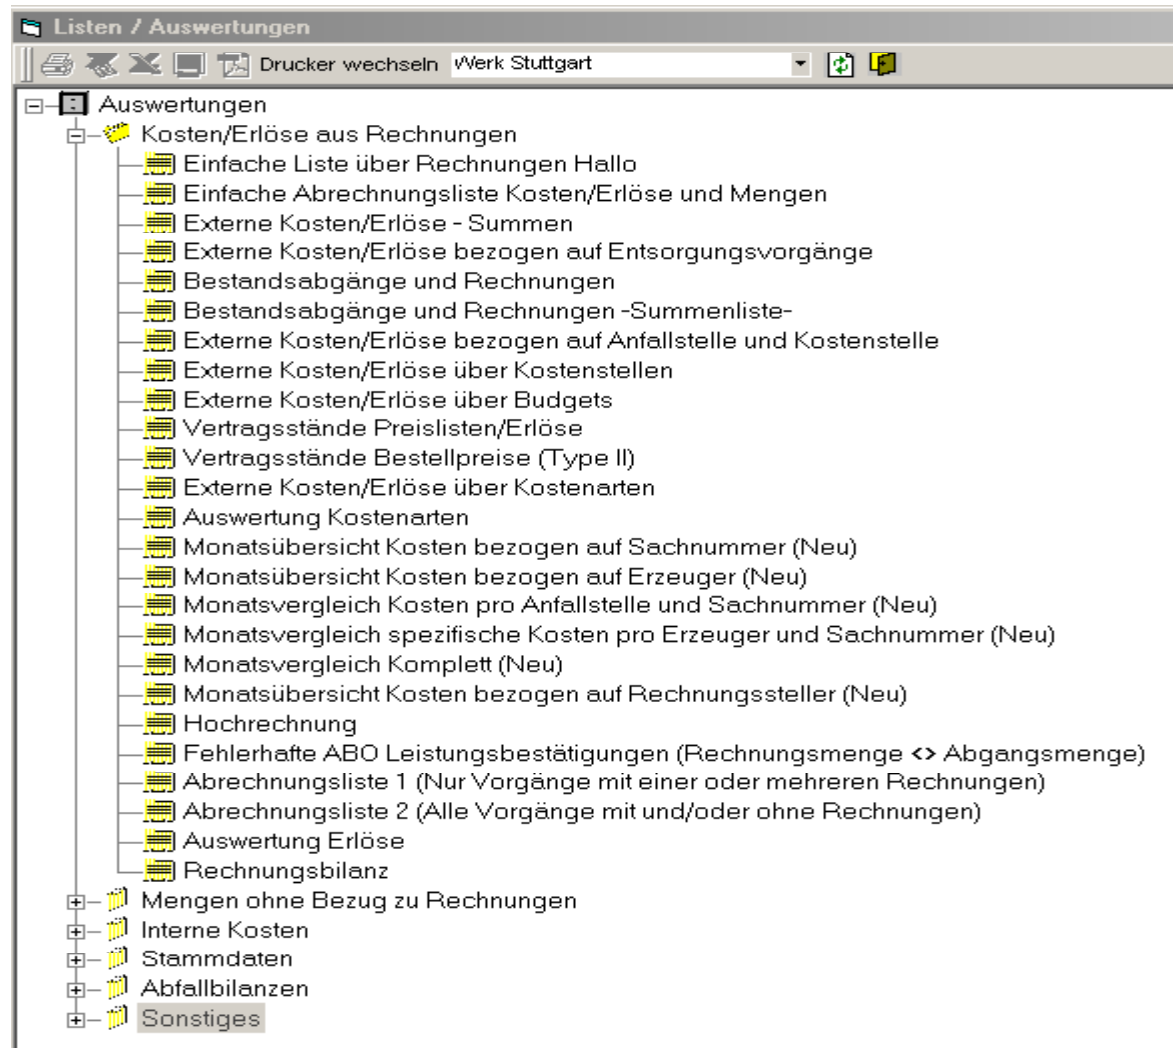 Listen / Auswertungen
Drucker wechseln Werk Stuttgart
Auswertungen
Kosten/Erlöse aus Rechnungen
Einfache Liste über Rechnungen Hallo
Einfache Abrechnungsliste Kosten/Erlöse und Mengen
Externe Kosten/Erlöse - Summen
Externe Kosten/Erlöse bezogen auf Entsorgungsvorgänge
Bestandsabgänge und Rechnungen
Bestandsabgänge und Rechnungen -Summenliste-
Externe Kosten/Erlöse bezogen auf Anfallstelle und Kostenstelle
Externe Kosten/Erlöse über Kostenstellen
Externe Kosten/Erlöse über Budgets
Vertragsstände Preislisten/Erlöse
Vertragsstände Bestellpreise (Type II)
Externe Kosten/Erlöse über Kostenarten
Auswertung Kostenarten
Monatsübersicht Kosten bezogen auf Sachnummer (Neu)
Monatsübersicht Kosten bezogen auf Erzeuger (Neu)
Monatsvergleich Kosten pro Anfallstelle und Sachnummer (Neu)
Monatsvergleich spezifische Kosten pro Erzeuger und Sachnummer (Neu)
Monatsvergleich Komplett (Neu)
Monatsübersicht Kosten bezogen auf Rechnungssteller (Neu)
Hochrechnung
Fehlerhafte ABO Leistungsbestätigungen (Rechnungsmenge <> Abgangsmenge)
Abrechnungsliste 1 (Nur Vorgänge mit einer oder mehreren Rechnungen)
Abrechnungsliste 2 (Alle Vorgänge mit und/oder ohne Rechnungen)
Auswertung Erlöse
Rechnungsbilanz
Mengen ohne Bezug zu Rechnungen
Interne Kosten
Stammdaten
Abfallbilanzen
Sonstiges